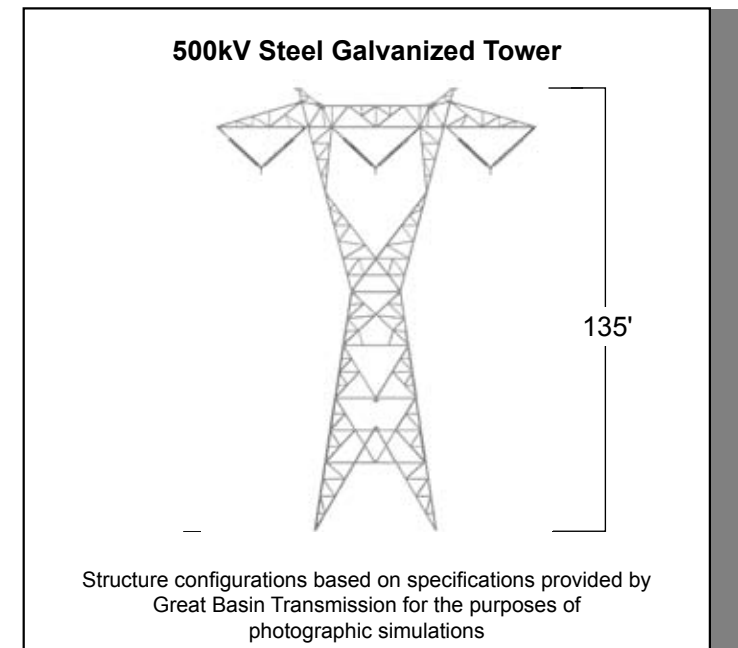 500kV Steel Galvanized Tower
135'
Structure configurations based on specifications provided by
Great Basin Transmission for the purposes of
photographic simulations